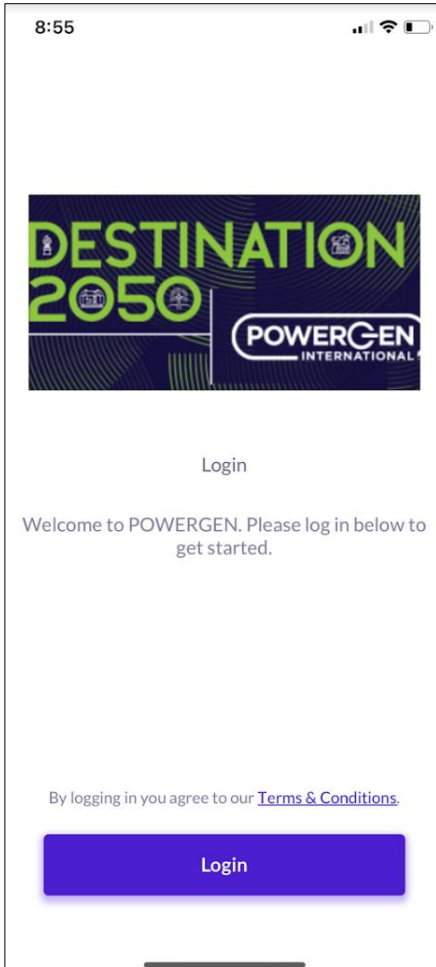 8:55
DESTINATION
2050
POWERGEN
INTERNATIONAL
Login
Welcome to POWERGEN. Please log in below to
get started.
By logging in you agree to our Terms & Conditions.
Login